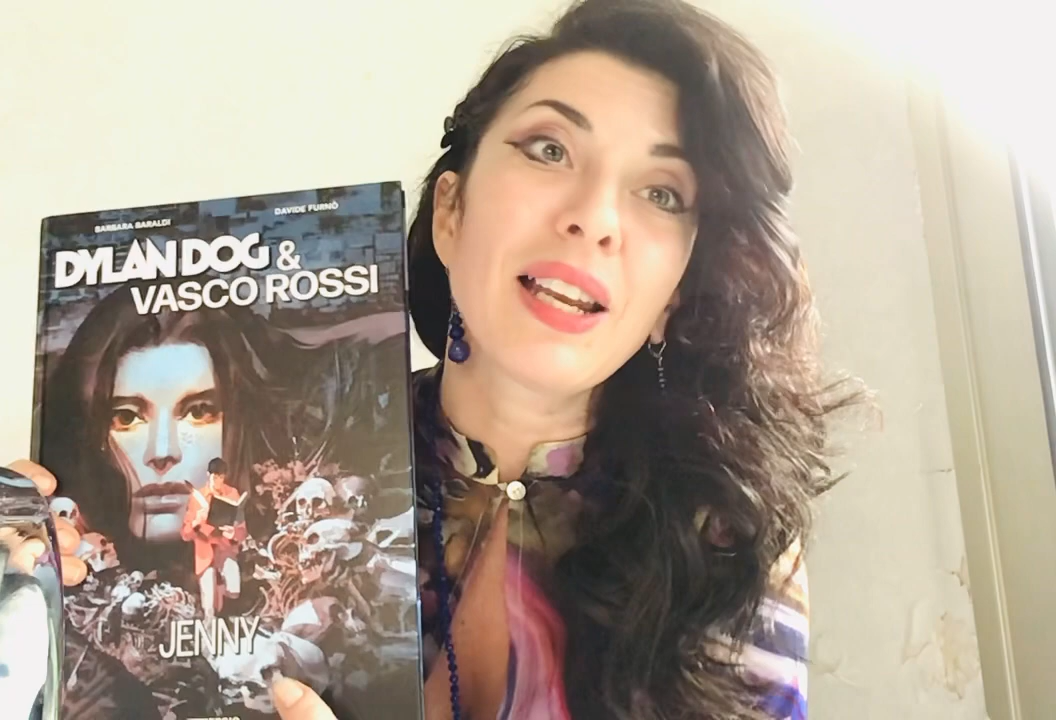 BARBARA BARALDI
DAVIDE FURNÒ
DYLAN DOG &
VASCO ROSSI
JENNY